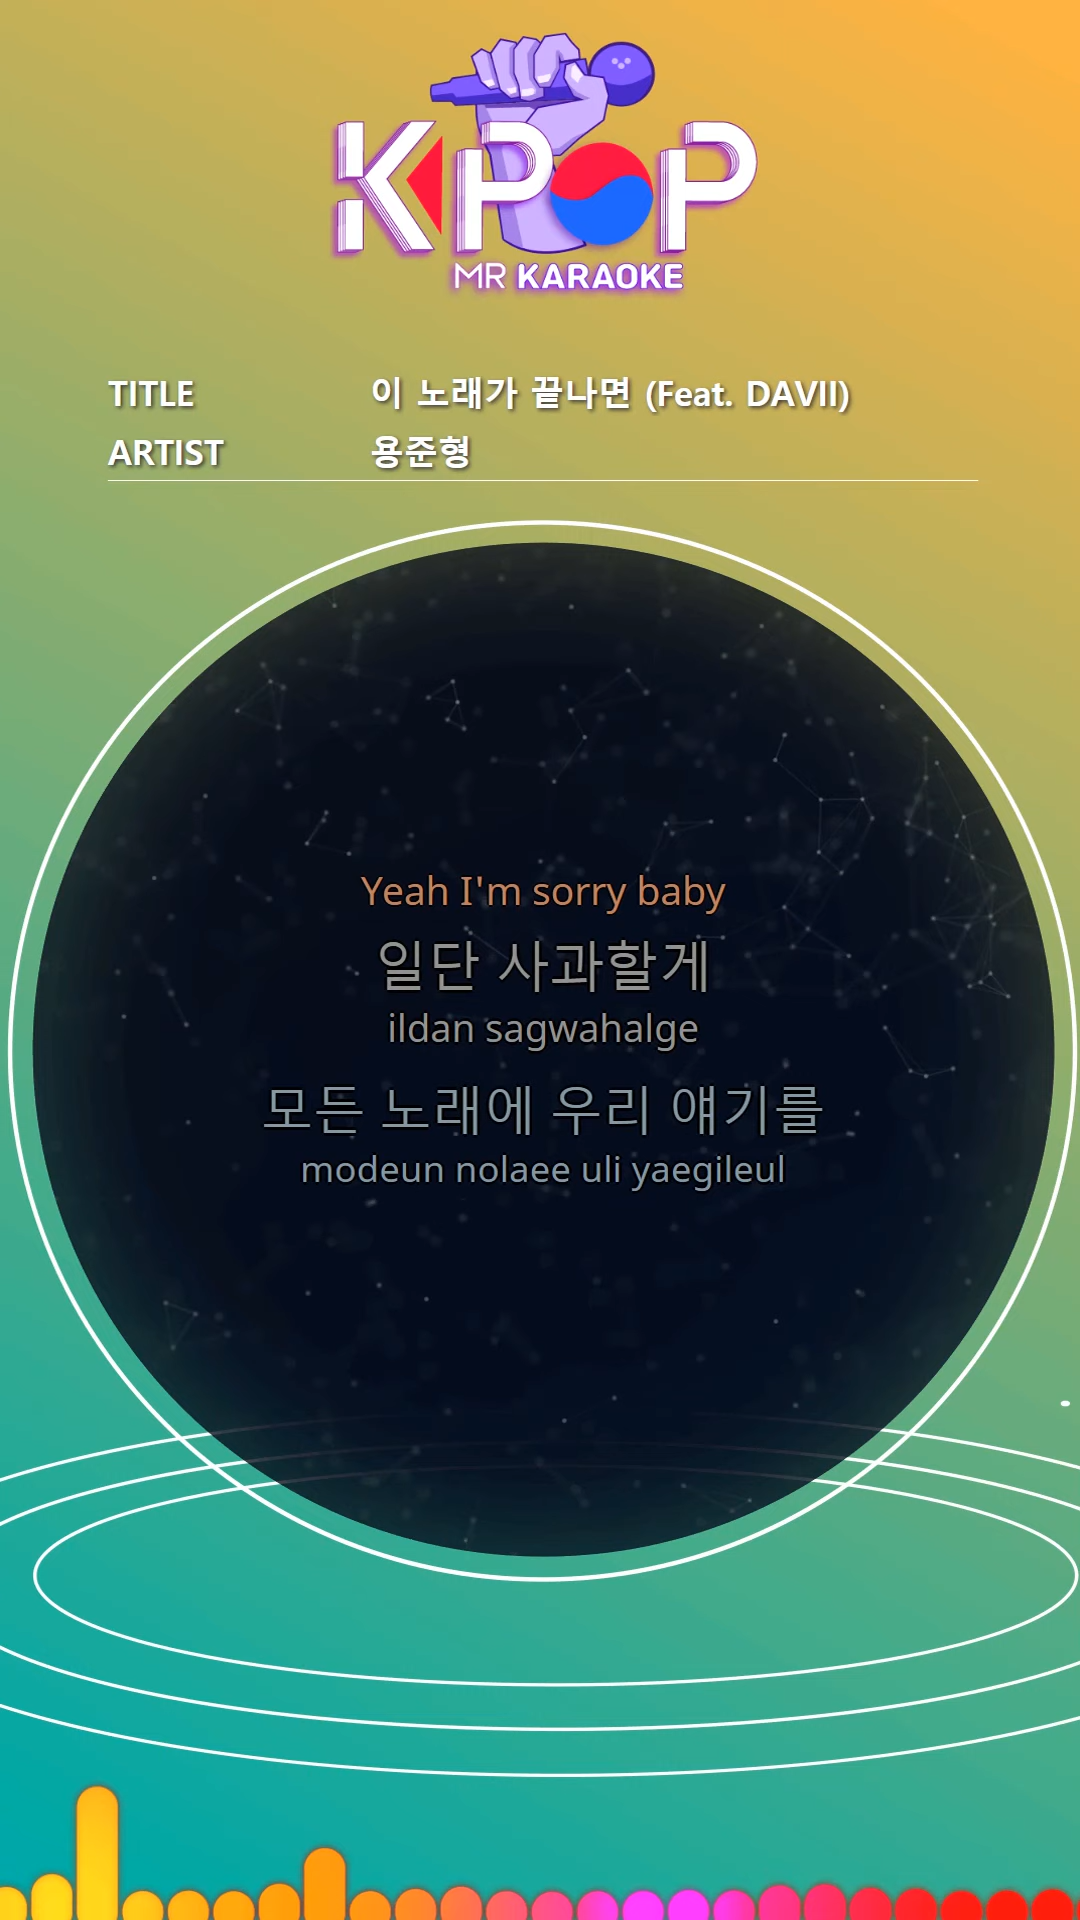 KPOP
MR KARAOKE
TITLE 이 노래가 끝나면 (Feat. DAVII)
ARTIST 용준형
Yeah I'm sorry baby
일단 사과할게
ildan sagwahalge
모든 노래에 우리 얘기를
modeun nolaee uli yaegileul